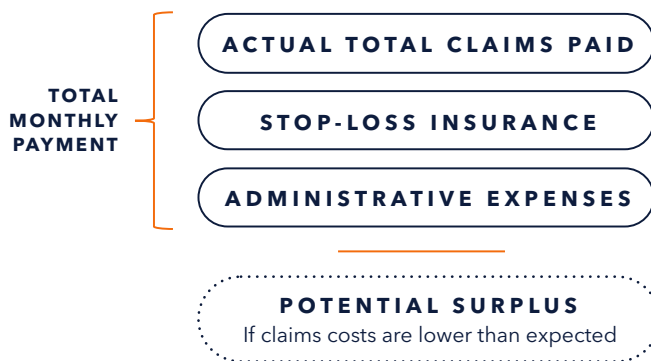 TOTAL
MONTHLY
PAYMENT
ACTUAL TOTAL CLAIMS PAID
STOP-LOSS INSURANCE
ADMINISTRATIVE EXPENSES
POTENTIAL SURPLUS
If claims costs are lower than expected